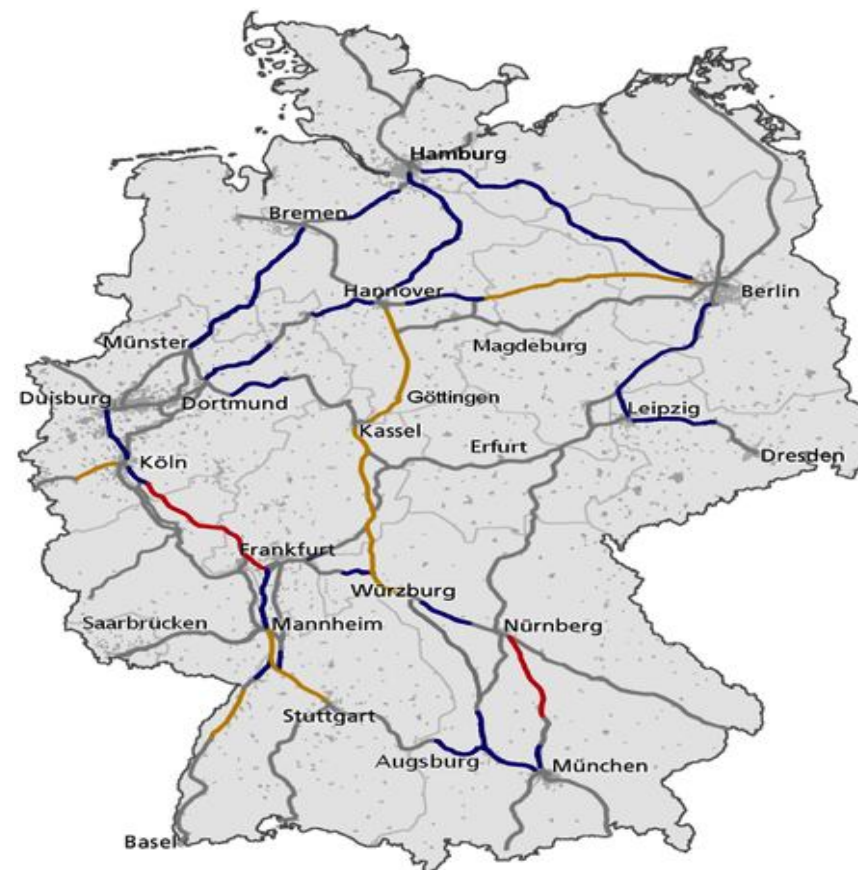 Hamburg
Bremen
Hannover
Berlin
Münster
Magdeburg
Duisburg
Dortmund
Göttingen
Leipzig
Kassel
Erfurt
Köln
Dresden
Frankfurt
Würzburg
Saarbrücken
Mannheim
Nürnberg
Stuttgart
Augsburg
München
Basel